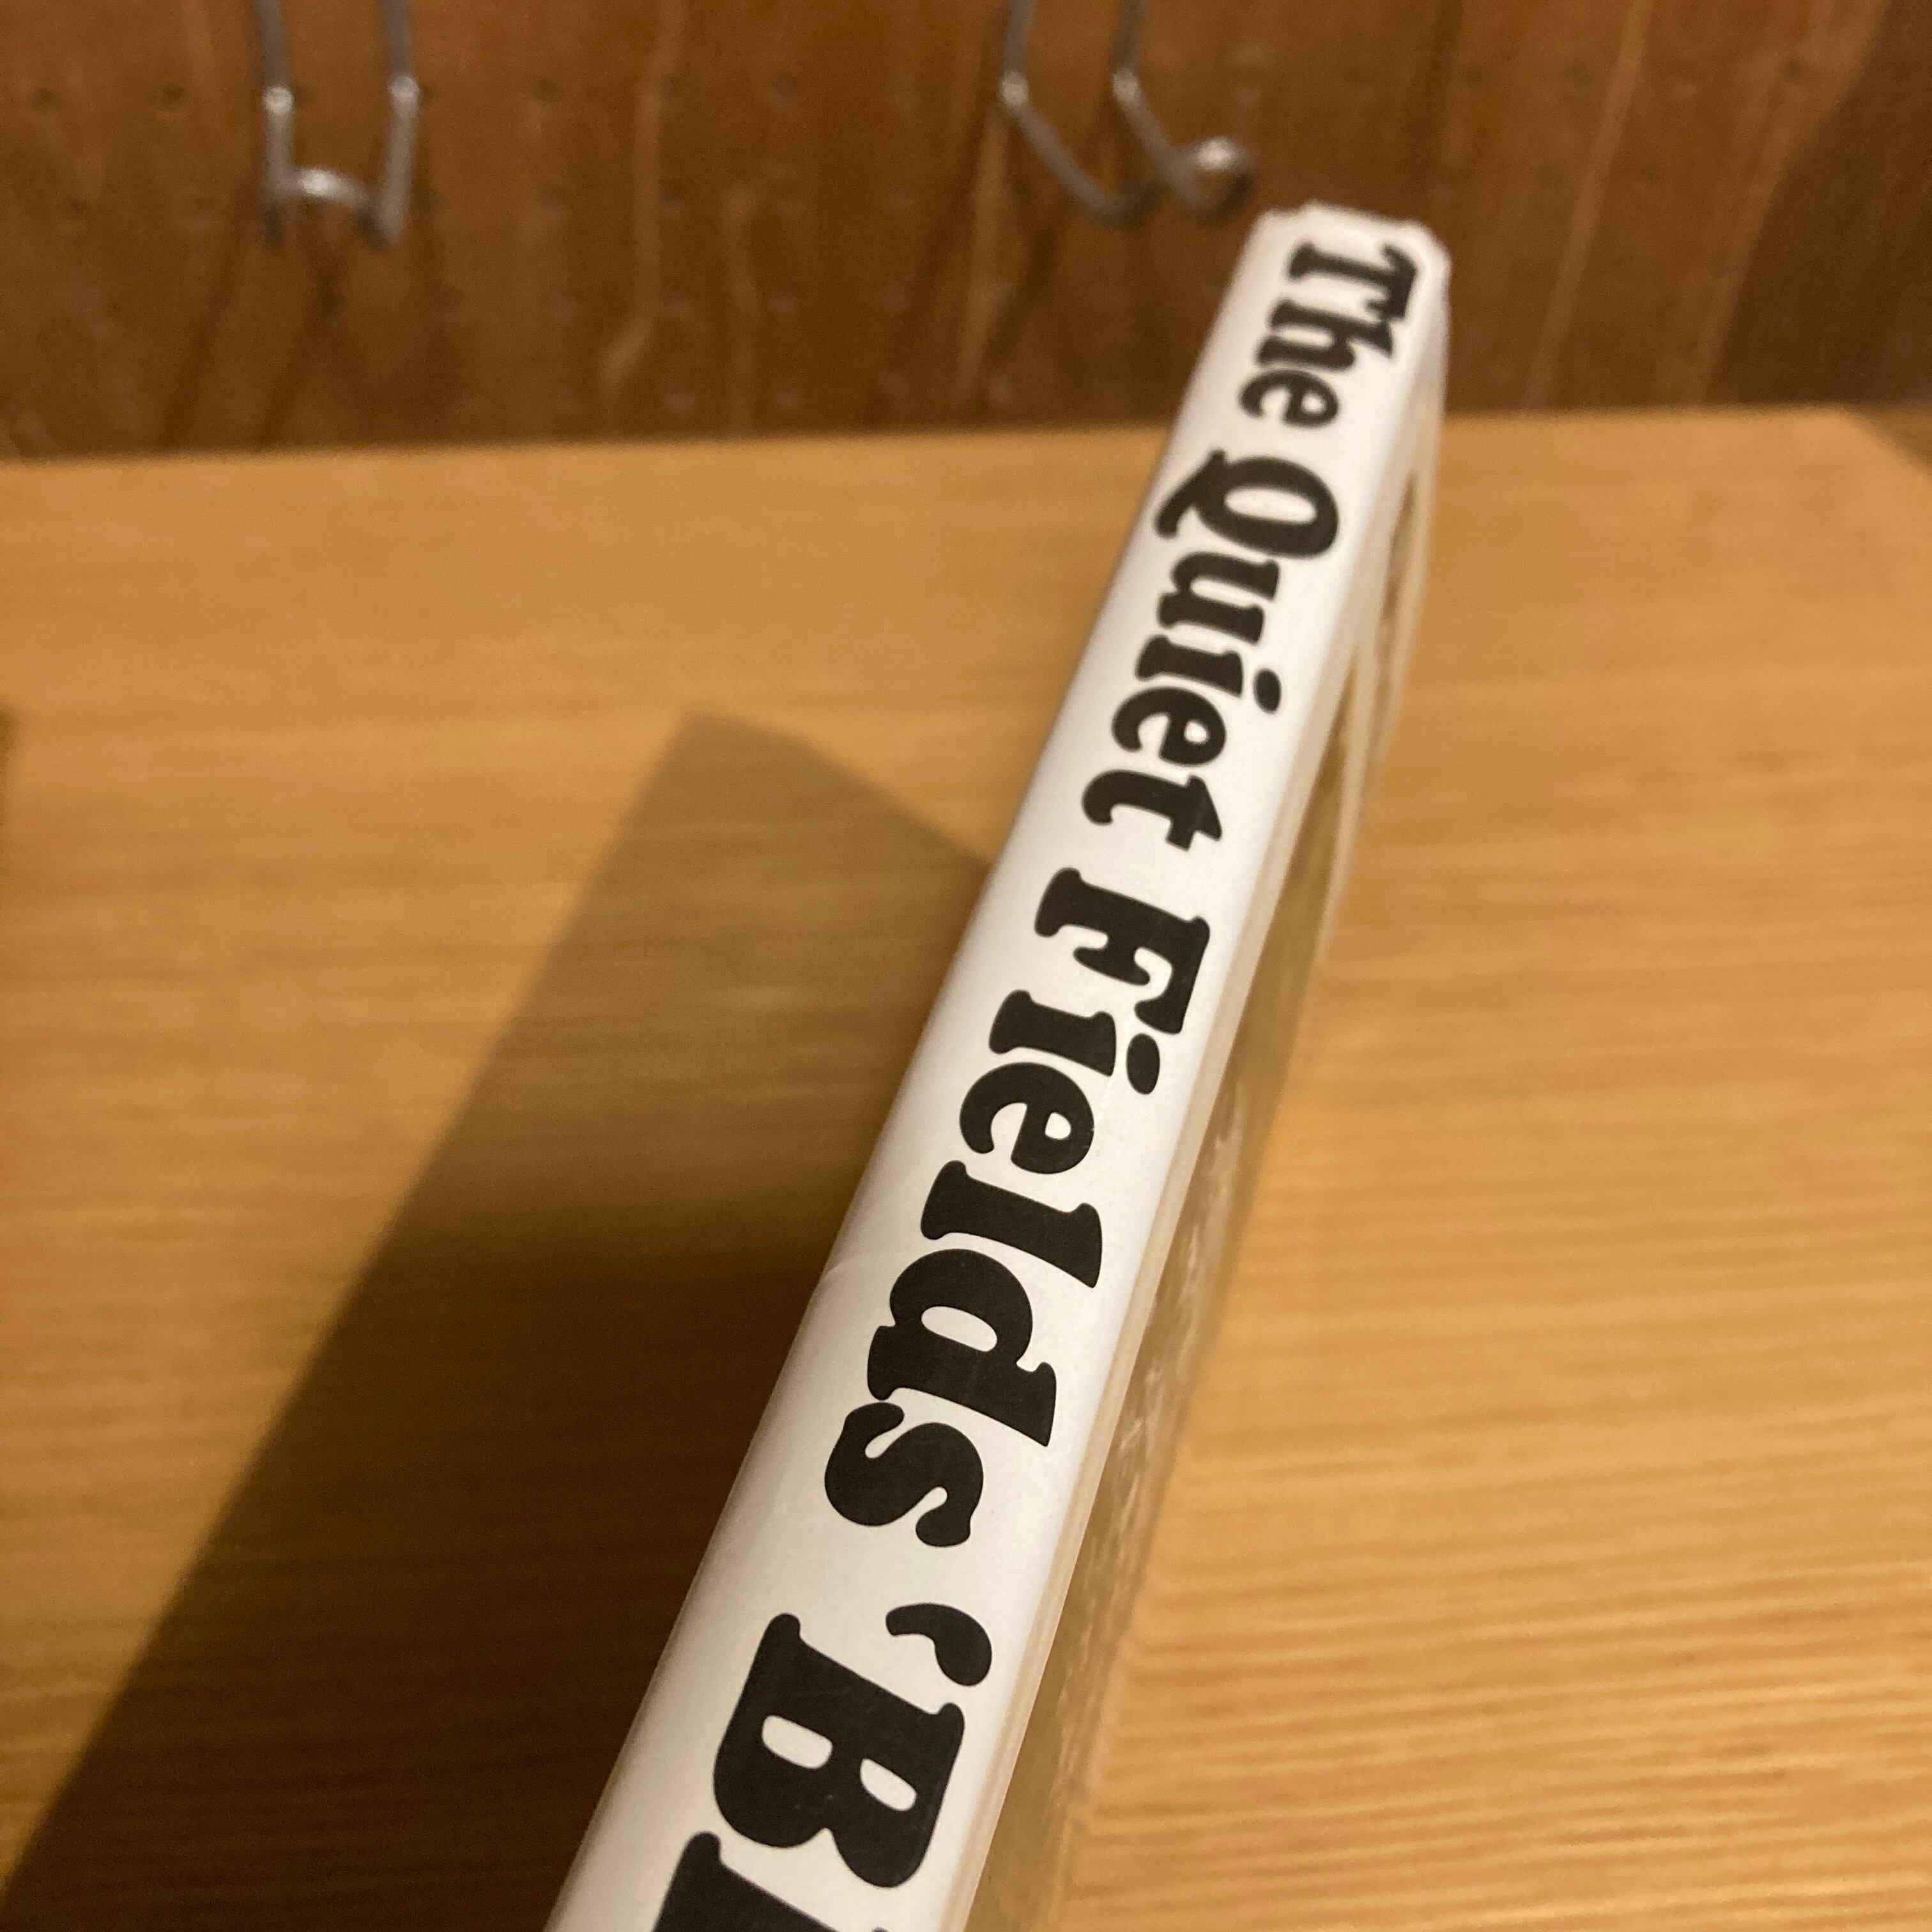 The Quiet Fields 'B